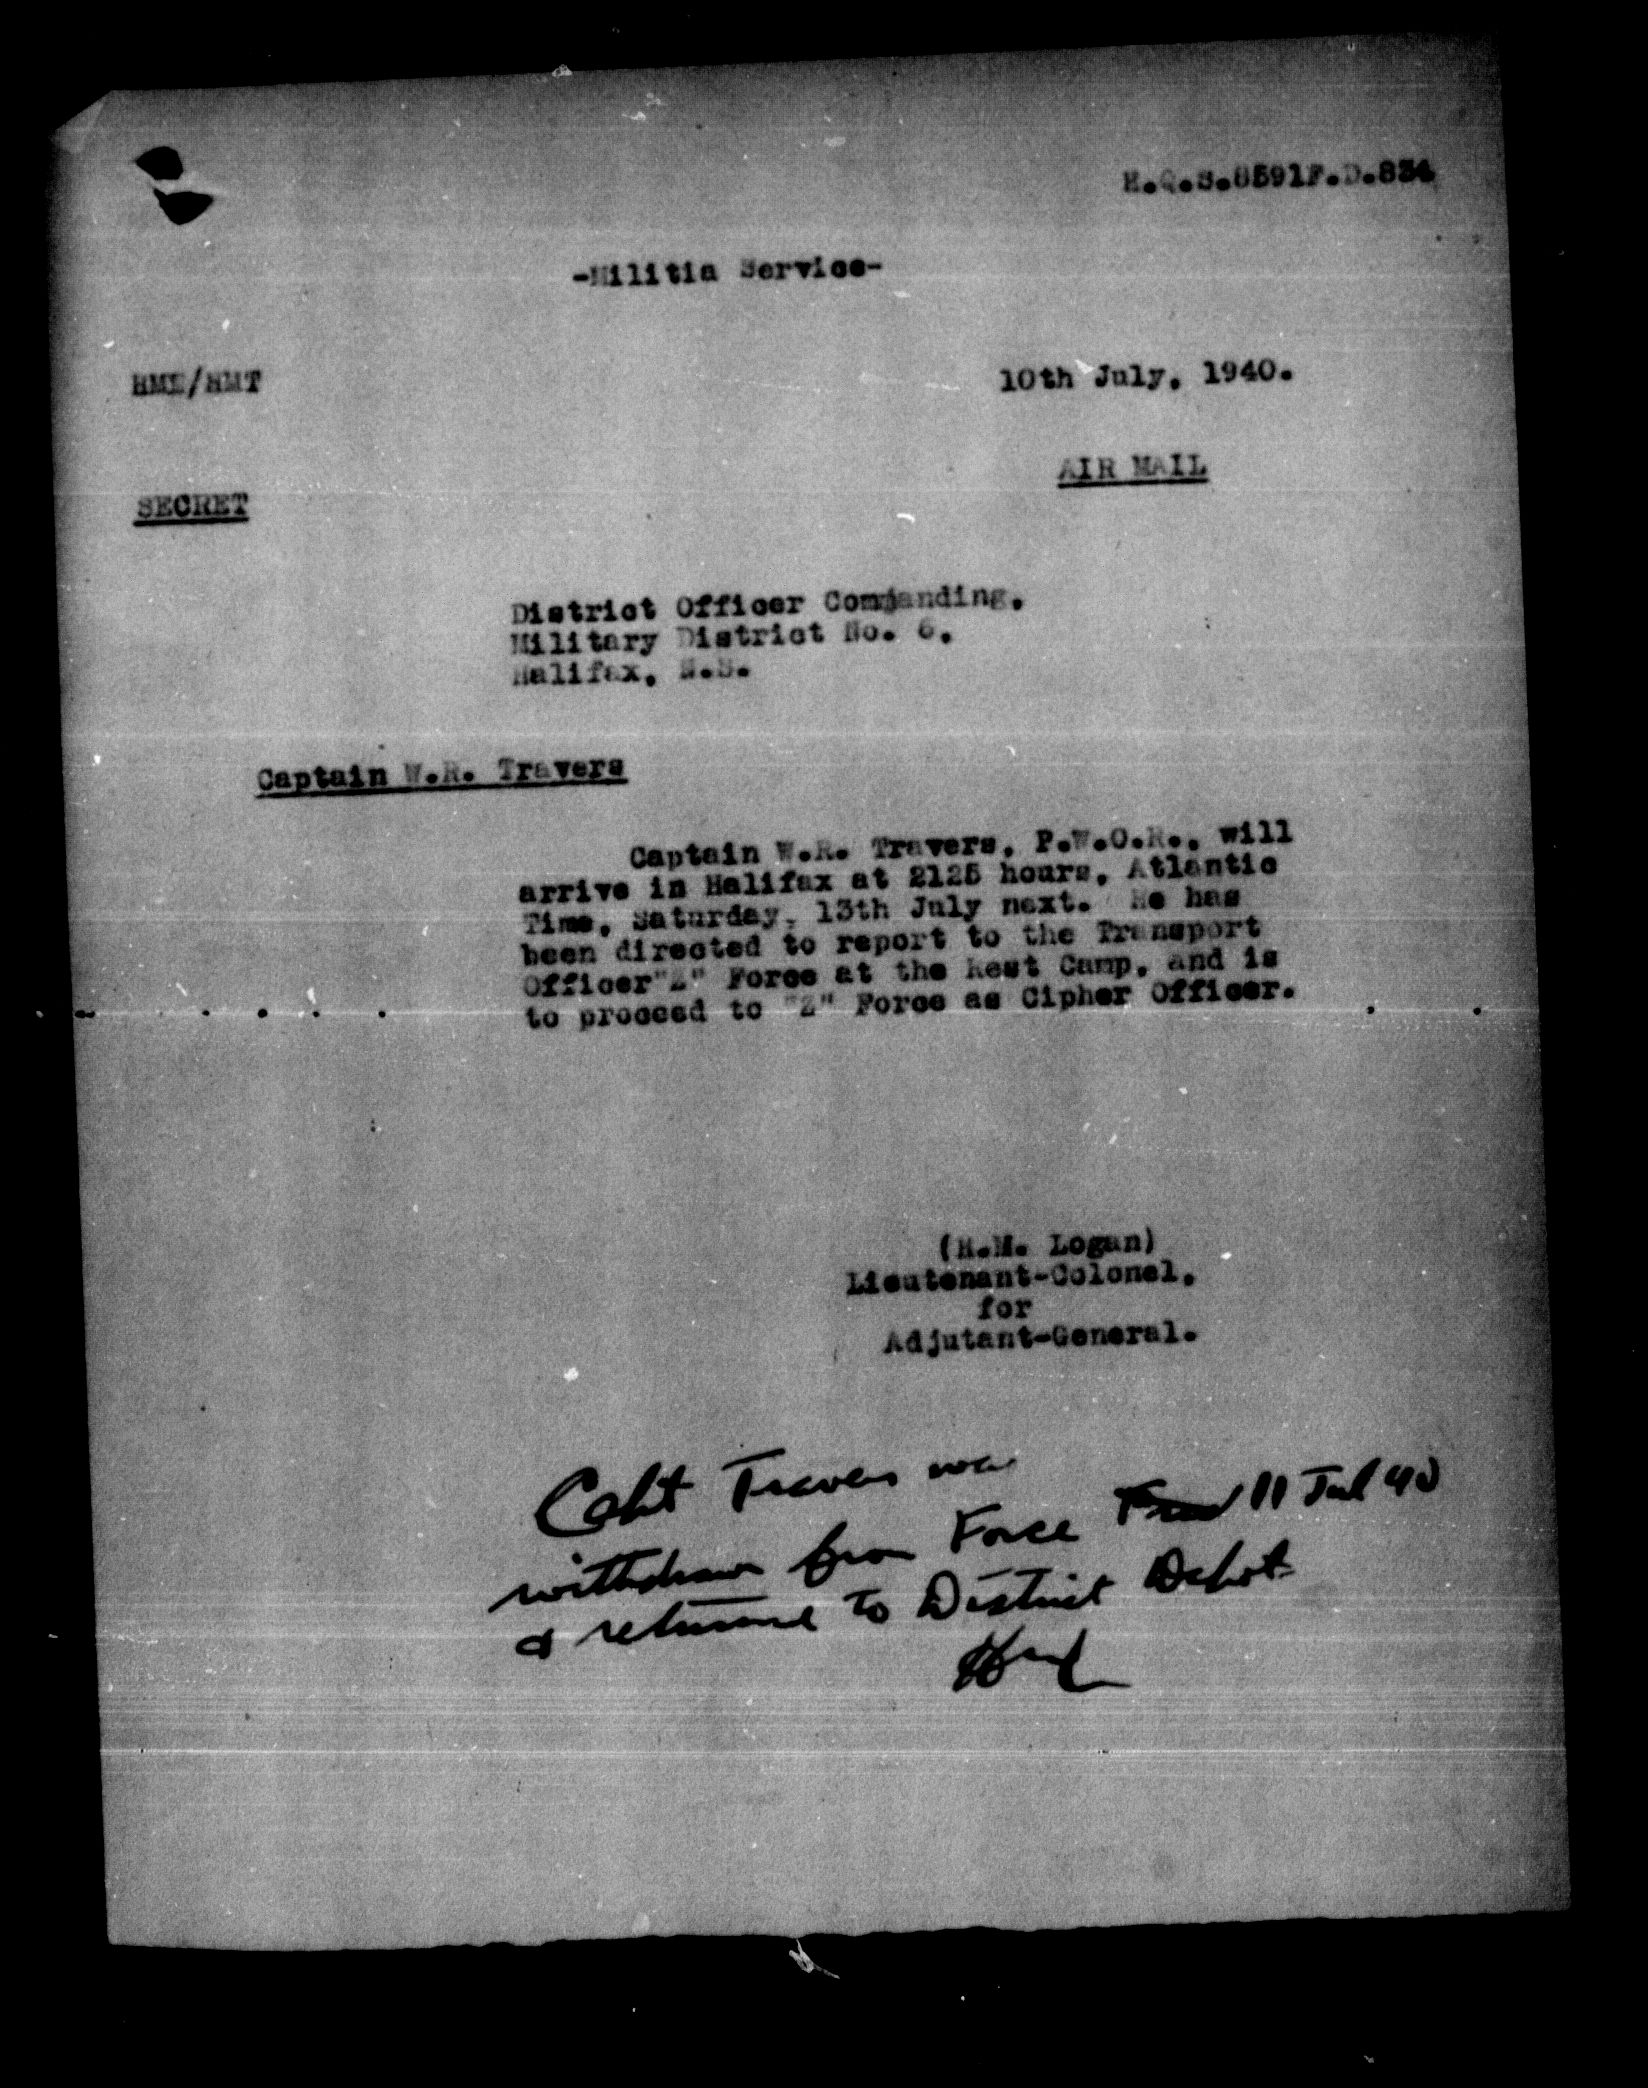 H.Q.S.8591F.D.834
-Militia Service-
HME/HMT
10th July, 1940.
AIR MAIL
SECRET
District Officer Commanding,
Military District No. 6,
Halifax, N.S.
Captain W.R. Travers
Captain W.R. Travers, P.W.O.R., will
arrive in Halifax at 2125 hours, Atlantic
Time, Saturday, 13th July next. He has
been directed to report to the Transport
Officer"Z" Force at the Rest Camp, and is
to proceed to "Z" Force as Cipher Officer.
(H.M. Logan)
Lieutenant-Colonel,
for
Adjutant-General.
Capt Travers was
withdrawn from Force 11 Jul 40
& returned to District Depot